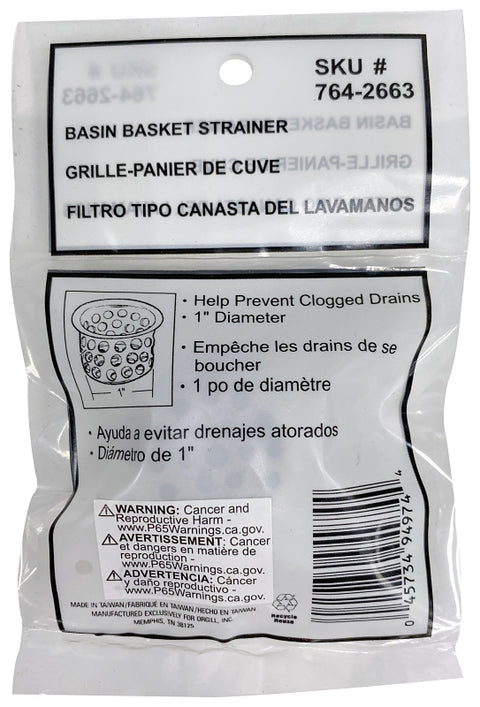 SKU #
764-2663
BASIN BASKET STRAINER
GRILLE-PANIER DE CUVE
FILTRO TIPO CANASTA DEL LAVAMANOS
• Help Prevent Clogged Drains
• 1" Diameter
• Empêche les drains de se
boucher
• 1 po de diamètre
1"
• Ayuda a evitar drenajes atorados
• Diámetro de 1"
WARNING: Cancer and
Reproductive Harm -
www.P65Warnings.ca.gov.
AVERTISSEMENT: Cancer
et dangers en matière de
reproduction -
www.P65Warnings.ca.gov.
ADVERTENCIA: Cáncer
y daño reproductivo -
www.P65Warnings.ca.gov.
MADE IN TAIWAN/FABRIQUÉ EN TAIWAN/HECHO EN TAIWAN
MANUFACTURED EXCLUSIVELY FOR ORGILL, INC.
MEMPHIS, TN 38125
Recycle
Reuse
0 45734 94974 4